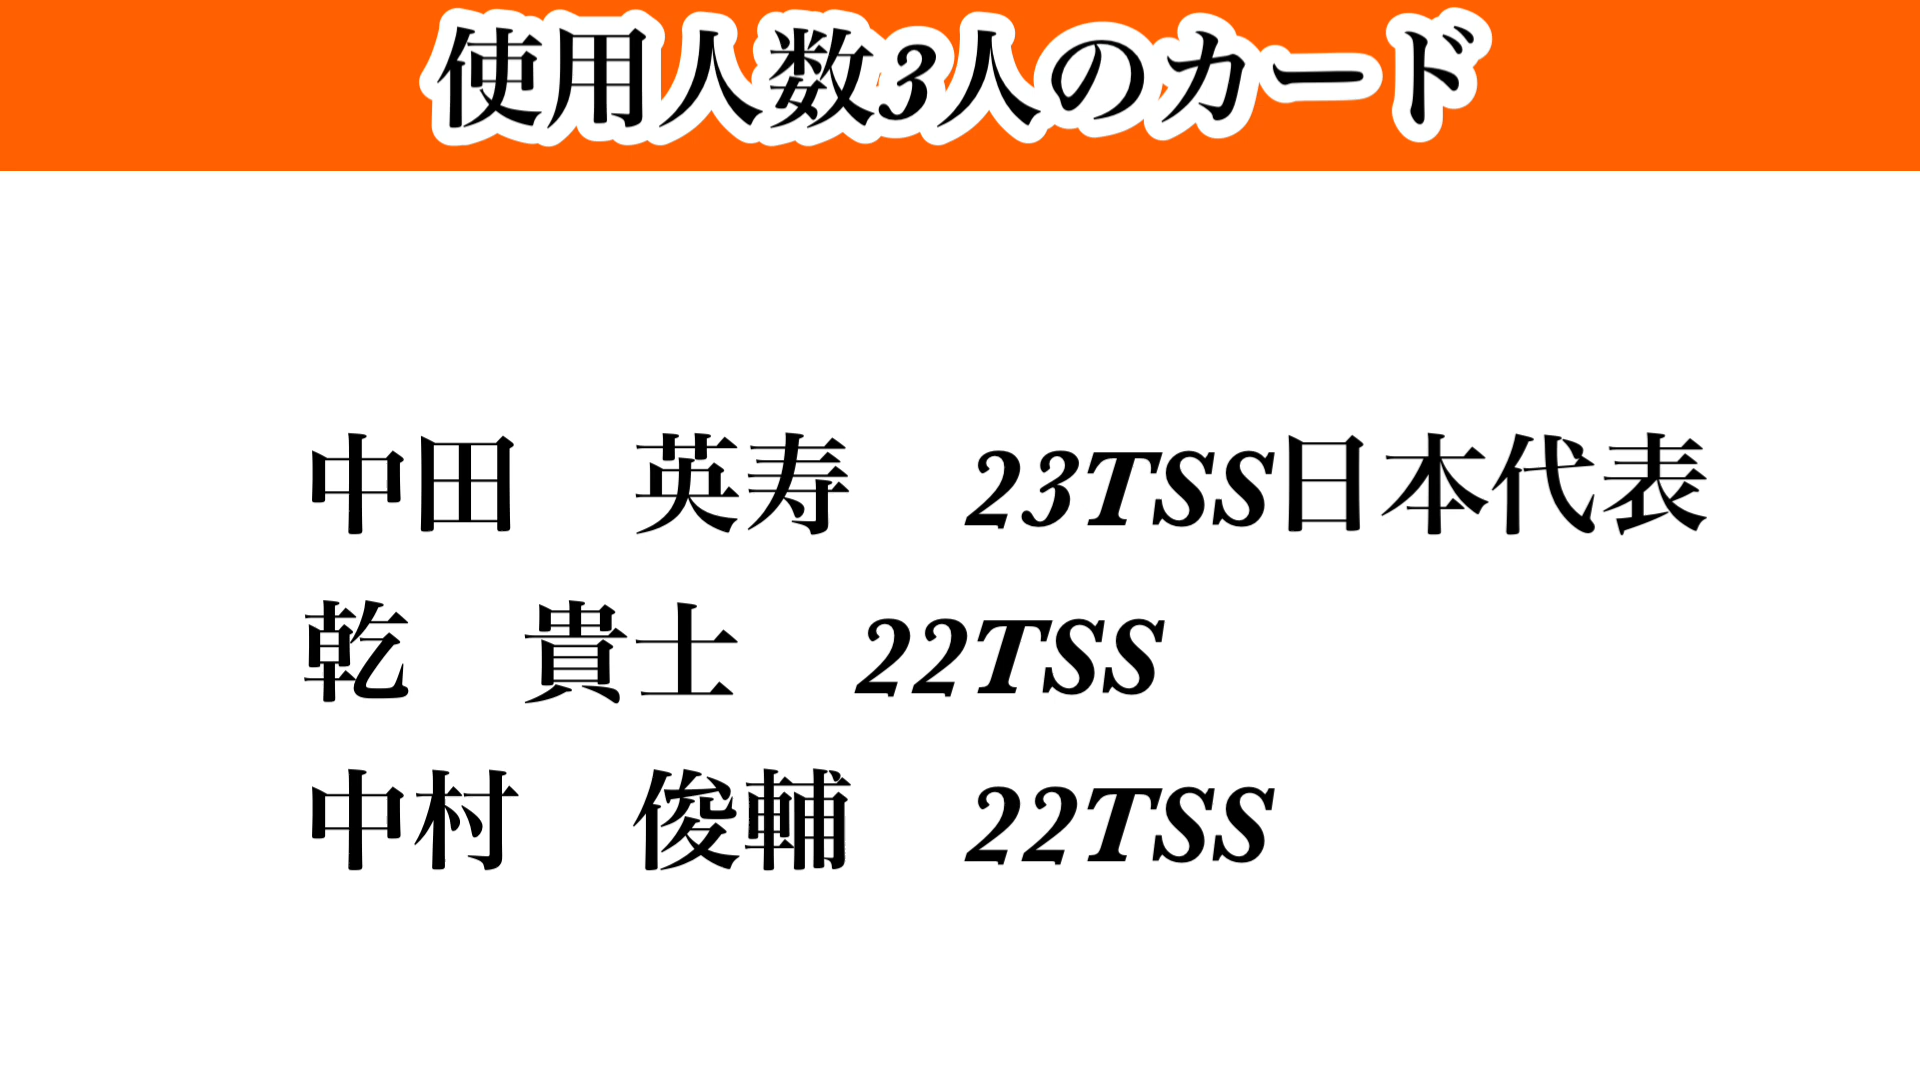 使用人数3人のカード
中田　英寿　23TSS日本代表
乾　貴士　22TSS
中村　俊輔　22TSS